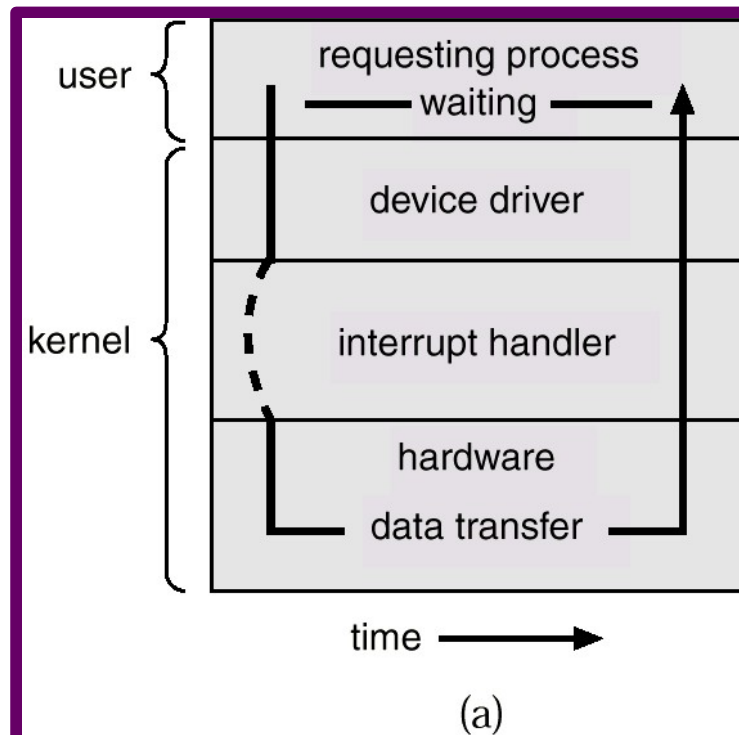 user
requesting process
waiting
device driver
kernel
interrupt handler
hardware
data transfer
time
(a)